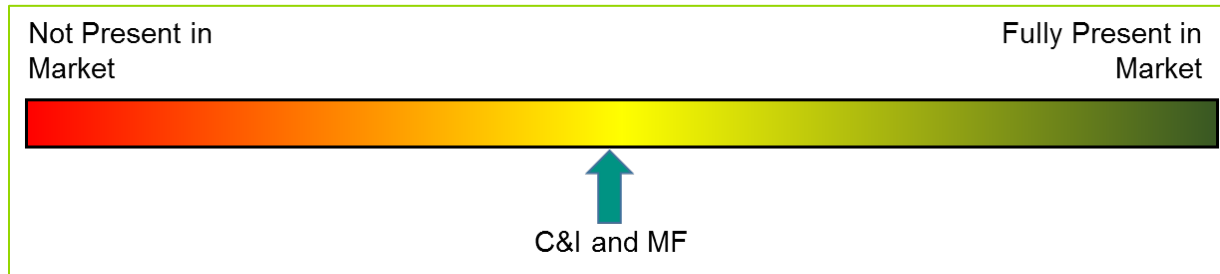 Not Present in
Market
Fully Present in
Market
C&I and MF